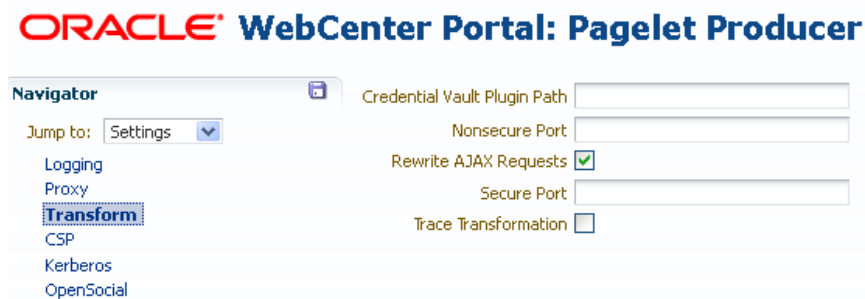 ORACLE WebCenter Portal: Pagelet Producer
Navigator
Jump to: Settings
Logging
Proxy
Transform
CSP
Kerberos
OpenSocial
Credential Vault Plugin Path
Nonsecure Port
Rewrite AJAX Requests
Secure Port
Trace Transformation